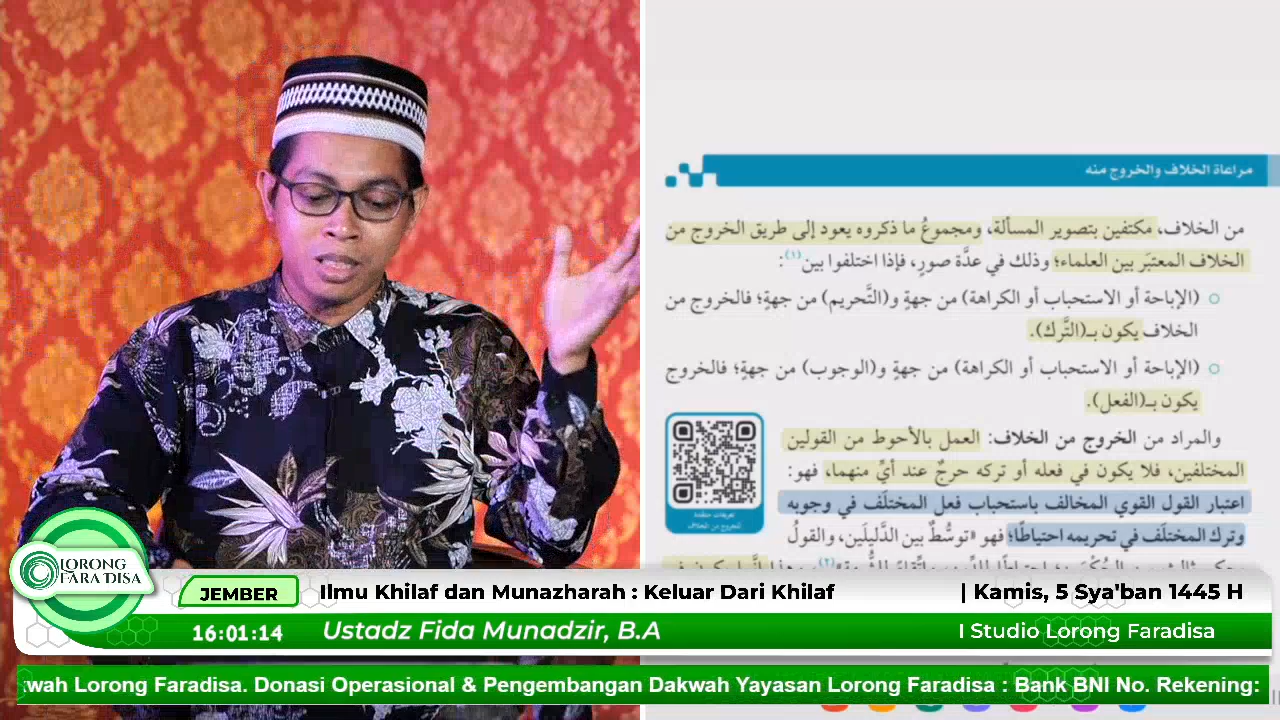 مراعاة الخلاف والخروج منه
من الخلاف، مكتفين بتصوير المسألة، ومجموعُ ما ذكروه يعود إلى طريق الخروج من
الخلاف المعتبَر بين العلماء؛ وذلك في عدَّة صورٍ، فإذا اختلفوا بين(١):
(الإباحة أو الاستحباب أو الكراهة) من جهةٍ و(التَّحريم) من جهةٍ؛ فالخروج من
الخلاف يكون بـ(التَّرك).
(الإباحة أو الاستحباب أو الكراهة) من جهةٍ و(الوجوب) من جهةٍ؛ فالخروج
يكون بـ(الفعل).
والمراد من الخروج من الخلاف: العمل بالأحوط من القولين
المختلفين، فلا يكون في فعله أو تركه حرجٌ عند أيٍّ منهما، فهو:
اعتبار القول القوي المخالف باستحباب فعل المختلَف في وجوبه
وترك المختلَف في تحريمه احتياطًا؛ فهو «توسُّطٌ بين الدَّليلَين، والقولُ
LORONG
FARADISA
JEMBER
Ilmu Khilaf dan Munazharah : Keluar Dari Khilaf
| Kamis, 5 Sya'ban 1445 H
16:01:14
Ustadz Fida Munadzir, B.A
I Studio Lorong Faradisa
wah Lorong Faradisa. Donasi Operasional & Pengembangan Dakwah Yayasan Lorong Faradisa : Bank BNI No. Rekening: